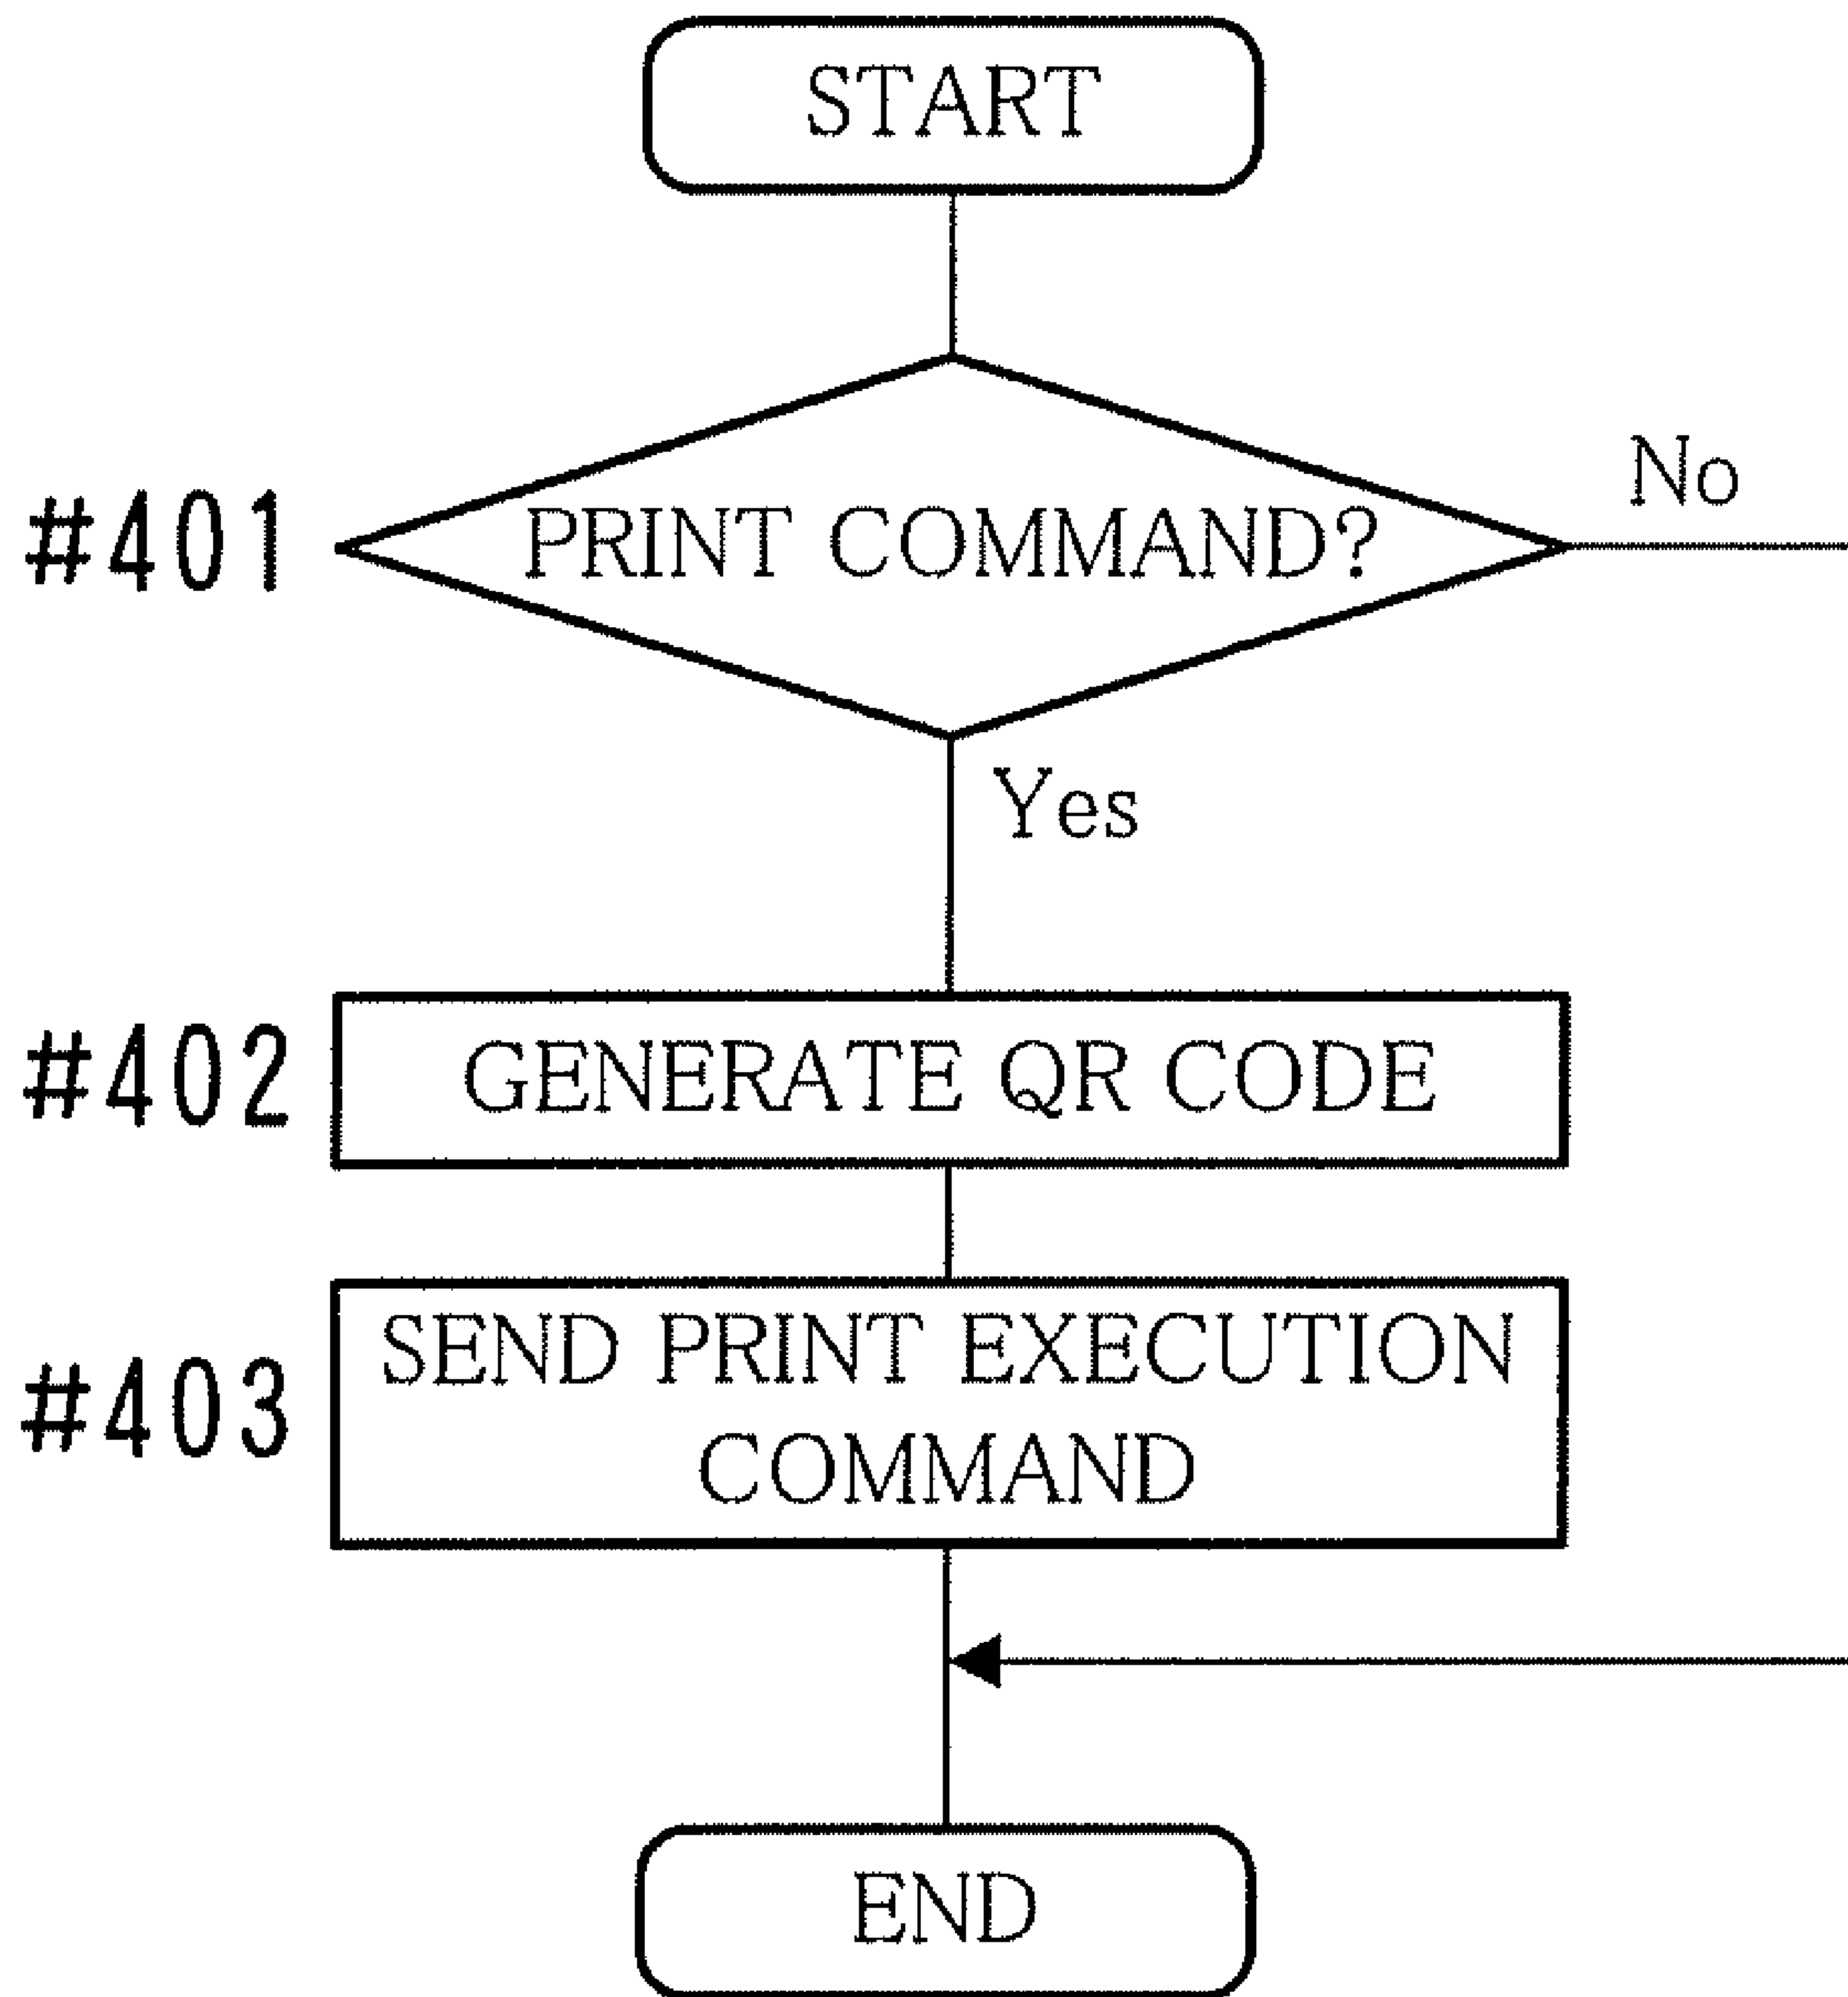 START
#401
PRINT COMMAND?
No
Yes
#402
GENERATE QR CODE
#403
SEND PRINT EXECUTION
COMMAND
END